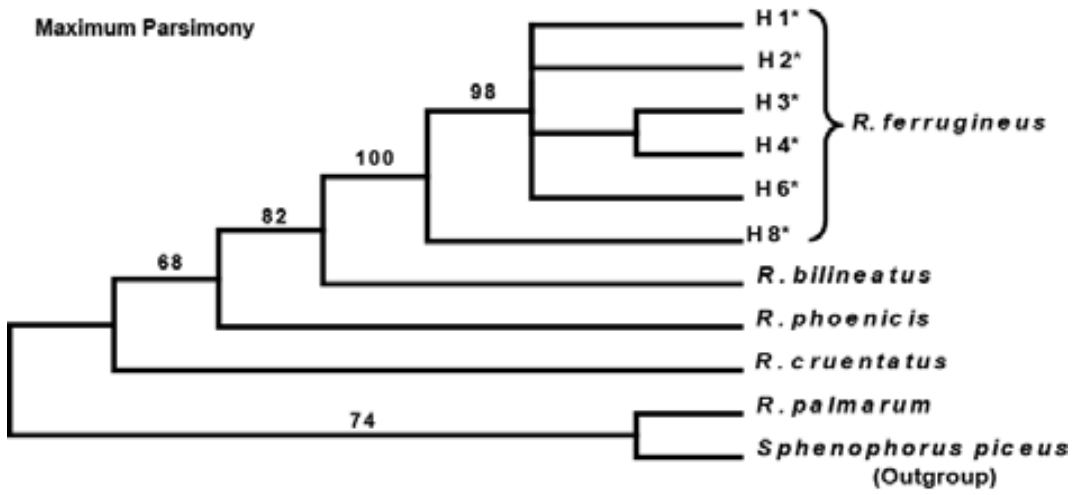 Maximum Parsimony
H 1*
H 2*
98
H 3*
R. ferrugineus
H 4*
100
H 6*
82
H 8*
68
R. bilineatus
R. phoenicis
R. cruentatus
R. palmarum
74
Sphenophorus piceus
(Outgroup)